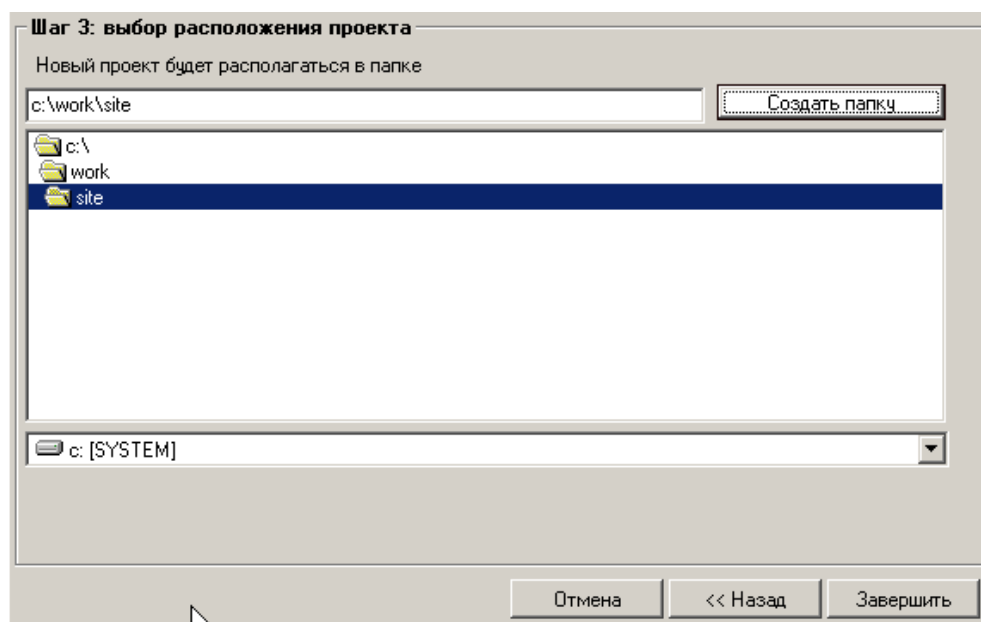 Шаг 3: выбор расположения проекта
Новый проект будет располагаться в папке
c:\work\site
Создать папку
c:\
work
site
c: [SYSTEM]
Отмена
<< Назад
Завершить